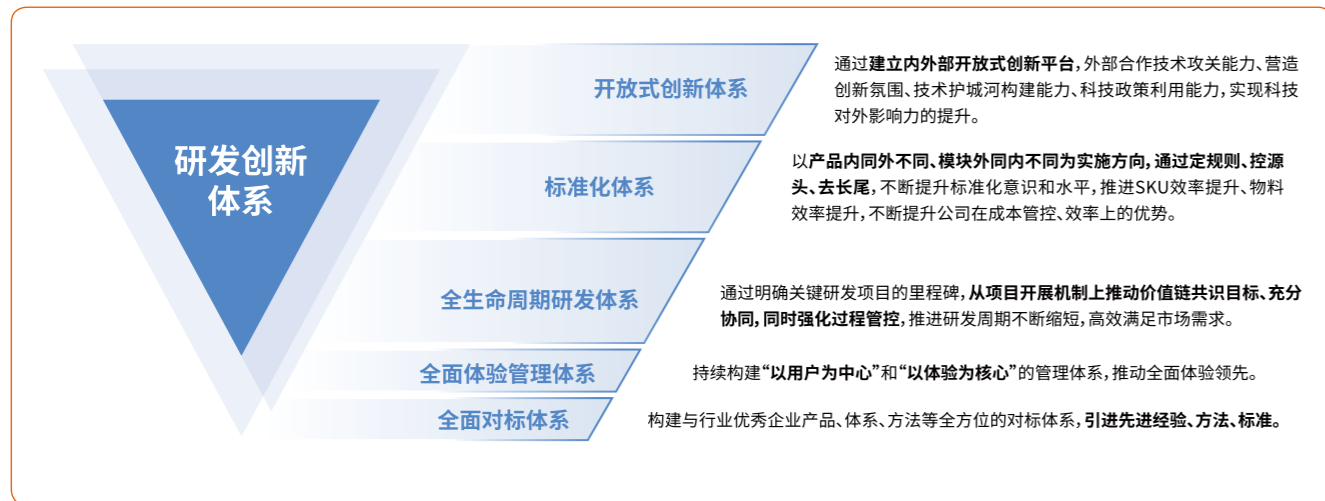 研发创新
体系
开放式创新体系
通过建立内外部开放式创新平台，外部合作技术攻关能力、营造
创新氛围、技术护城河构建能力、科技政策利用能力，实现科技
对外影响力的提升。
标准化体系
以产品内同外不同、模块外同内不同为实施方向，通过定规则、控源
头、去长尾，不断提升标准化意识和水平，推进SKU效率提升、物料
效率提升，不断提升公司在成本管控、效率上的优势。
全生命周期研发体系
通过明确关键研发项目的里程碑，从项目开展机制上推动价值链共识目标、充分
协同，同时强化过程管控，推进研发周期不断缩短，高效满足市场需求。
全面体验管理体系
持续构建“以用户为中心”和“以体验为核心”的管理体系，推动全面体验领先。
全面对标体系
构建与行业优秀企业产品、体系、方法等全方位的对标体系，引进先进经验、方法、标准。